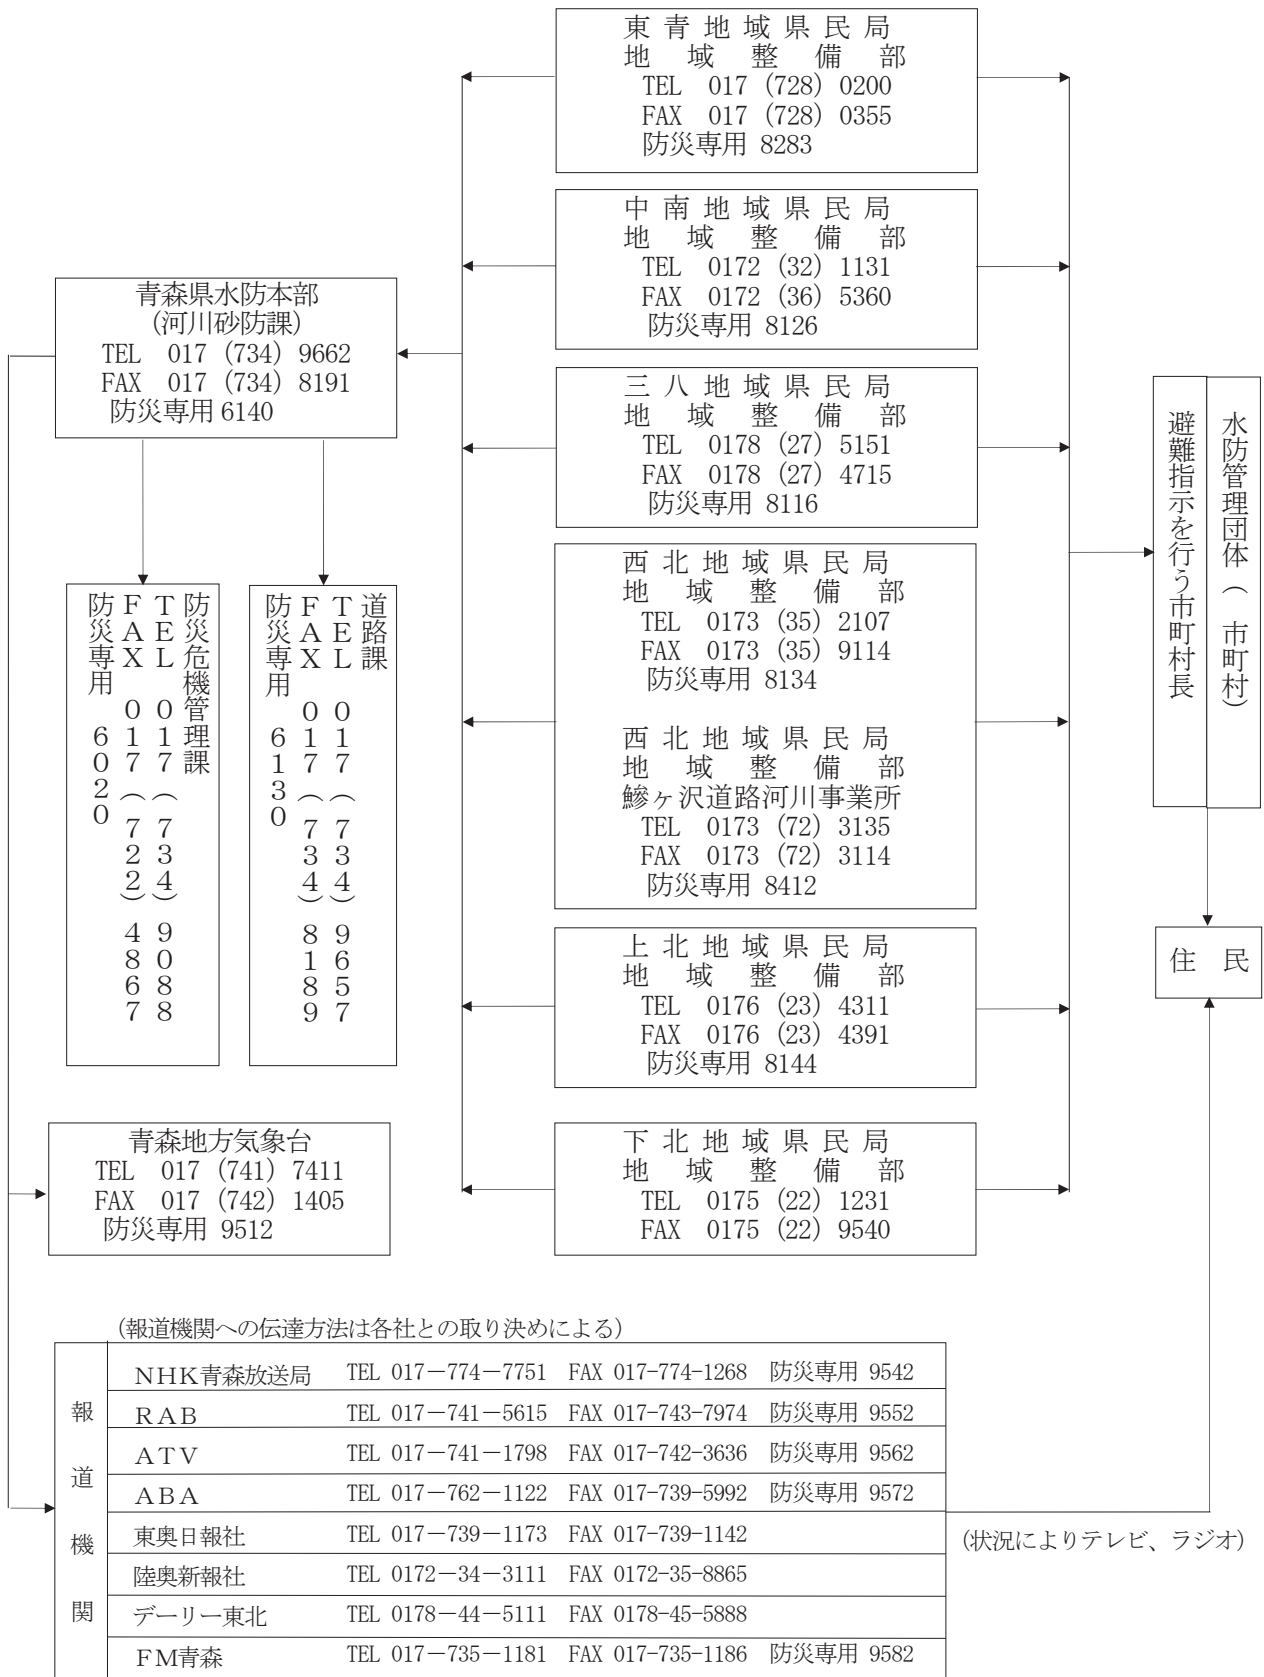 東青地域県民局
地域整備部
TEL 017 (728) 0200
FAX 017 (728) 0355
防災専用 8283
中南地域県民局
地域整備部
TEL 0172 (32) 1131
FAX 0172 (36) 5360
防災専用 8126
青森県水防本部
(河川砂防課)
TEL 017 (734) 9662
FAX 017 (734) 8191
防災専用 6140
三八地域県民局
地域整備部
TEL 0178 (27) 5151
FAX 0178 (27) 4715
防災専用 8116
水防管理団体(市町村)
避難指示を行う市町村長
西北地域県民局
地域整備部
TEL 0173 (35) 2107
FAX 0173 (35) 9114
防災専用 8134
西北地域県民局
地域整備部
鰺ヶ沢道路河川事業所
TEL 0173 (72) 3135
FAX 0173 (72) 3114
防災専用 8412
道路課
TEL 017(734)9657
FAX 017(734)8189
防災専用 6130
防災危機管理課
TEL 017(734)9088
FAX 017(722)4867
防災専用 6020
上北地域県民局
地域整備部
TEL 0176 (23) 4311
FAX 0176 (23) 4391
防災専用 8144
住民
青森地方気象台
TEL 017 (741) 7411
FAX 017 (742) 1405
防災専用 9512
下北地域県民局
地域整備部
TEL 0175 (22) 1231
FAX 0175 (22) 9540
(報道機関への伝達方法は各社との取り決めによる)
報道機関
NHK青森放送局 TEL 017－774－7751 FAX 017-774-1268 防災専用 9542
RAB TEL 017－741－5615 FAX 017-743-7974 防災専用 9552
ATV TEL 017－741－1798 FAX 017-742-3636 防災専用 9562
ABA TEL 017－762－1122 FAX 017-739-5992 防災専用 9572
東奥日報社 TEL 017－739－1173 FAX 017-739-1142
陸奥新報社 TEL 0172－34－3111 FAX 0172-35-8865
デーリー東北 TEL 0178－44－5111 FAX 0178-45-5888
FM青森 TEL 017－735－1181 FAX 017-735-1186 防災専用 9582
(状況によりテレビ、ラジオ)